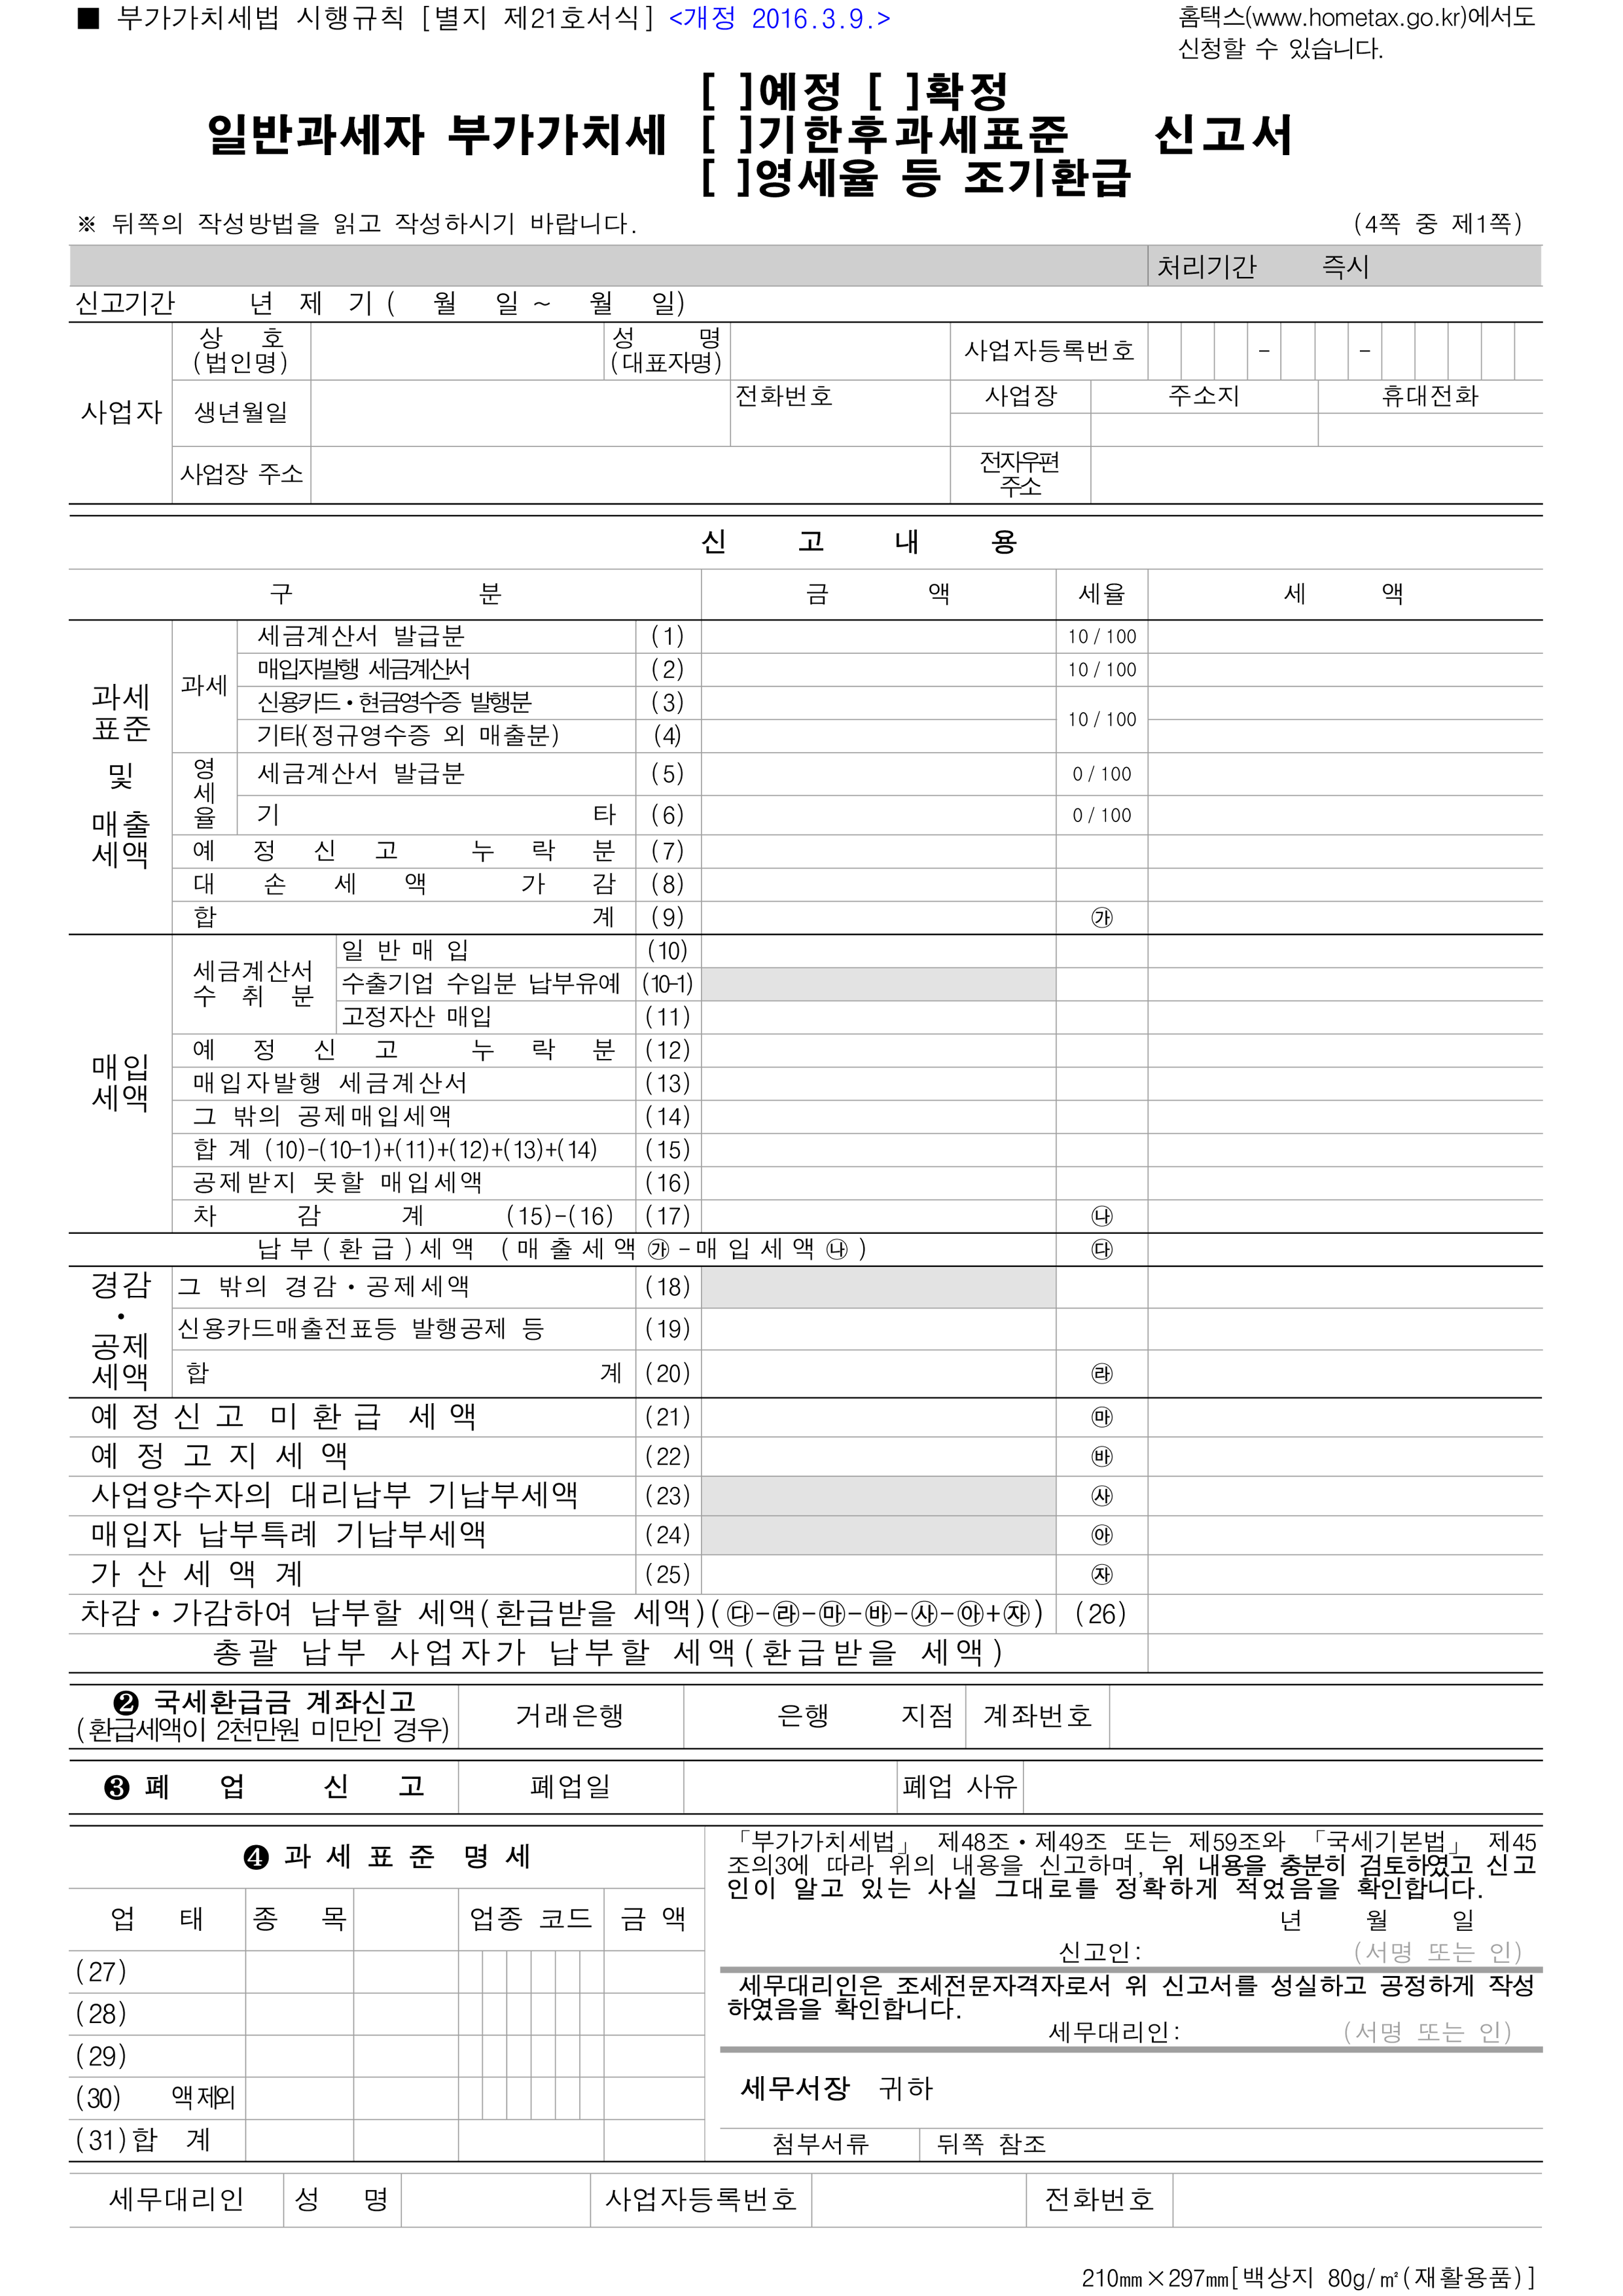 ■ 부가가치세법 시행규칙 [별지 제21호서식] <개정 2016.3.9.>
홈택스(www.hometax.go.kr)에서도
신청할 수 있습니다.
[ ]예정 [ ]확정
일반과세자 부가가치세 [ ]기한후과세표준 신고서
[ ]영세율 등 조기환급
※ 뒤쪽의 작성방법을 읽고 작성하시기 바랍니다. (4쪽 중 제1쪽)
처리기간 즉시
신고기간 년 제 기 ( 월 일 ~ 월 일)
사업자
상 호
(법인명)
성 명
(대표자명)
사업자등록번호 - -
생년월일
전화번호
사업장 주소지 휴대전화
사업장 주소
전자우편
주소
신 고 내 용
구 분 금 액 세율 세 액
과세
표준
및
매출
세액
과세
세금계산서 발급분 (1) 10 / 100
매입자발행 세금계산서 (2) 10 / 100
신용카드·현금영수증 발행분 (3)
10 / 100
기타(정규영수증 외 매출분) (4)
영
세
율
세금계산서 발급분 (5) 0 / 100
기 타 (6) 0 / 100
예 정 신 고 누 락 분 (7)
대 손 세 액 가 감 (8)
합 계 (9) ㉮
매입
세액
세금계산서
수 취 분
일 반 매 입 (10)
수출기업 수입분 납부유예 (10-1)
고정자산 매입 (11)
예 정 신 고 누 락 분 (12)
매입자발행 세금계산서 (13)
그 밖의 공제매입세액 (14)
합 계 (10)-(10-1)+(11)+(12)+(13)+(14) (15)
공제받지 못할 매입세액 (16)
차 감 계 (15)-(16) (17) ㉯
납 부 ( 환 급 ) 세 액 ( 매 출 세 액 ㉮ - 매 입 세 액 ㉯ ) ㉰
경감
·
공제
세액
그 밖의 경감·공제세액 (18)
신용카드매출전표등 발행공제 등 (19)
합 계 (20) ㉱
예 정 신 고 미 환 급 세 액 (21) ㉲
예 정 고 지 세 액 (22) ㉳
사업양수자의 대리납부 기납부세액 (23) ㉴
매입자 납부특례 기납부세액 (24) ㉵
가 산 세 액 계 (25) ㉶
차감·가감하여 납부할 세액(환급받을 세액)(㉰-㉱-㉲-㉳-㉴-㉵+㉶) (26)
총괄 납부 사업자가 납부할 세액(환급받을 세액)
❷ 국세환급금 계좌신고
(환급세액이 2천만원 미만인 경우)
거래은행 은행 지점 계좌번호
❸ 폐 업 신 고 폐업일 폐업 사유
❹ 과 세 표 준 명 세
업 태 종 목 업종 코드 금 액
(27)
(28)
(29)
(30) 액제외
(31)합 계
「부가가치세법」 제48조·제49조 또는 제59조와 「국세기본법」 제45
조의3에 따라 위의 내용을 신고하며, 위 내용을 충분히 검토하였고 신고
인이 알고 있는 사실 그대로를 정확하게 적었음을 확인합니다.
년 월 일
신고인: (서명 또는 인)
세무대리인은 조세전문자격자로서 위 신고서를 성실하고 공정하게 작성
하였음을 확인합니다.
세무대리인: (서명 또는 인)
세무서장 귀하
첨부서류 뒤쪽 참조
세무대리인 성 명 사업자등록번호 전화번호
210㎜×297㎜[백상지 80g/㎡(재활용품)]